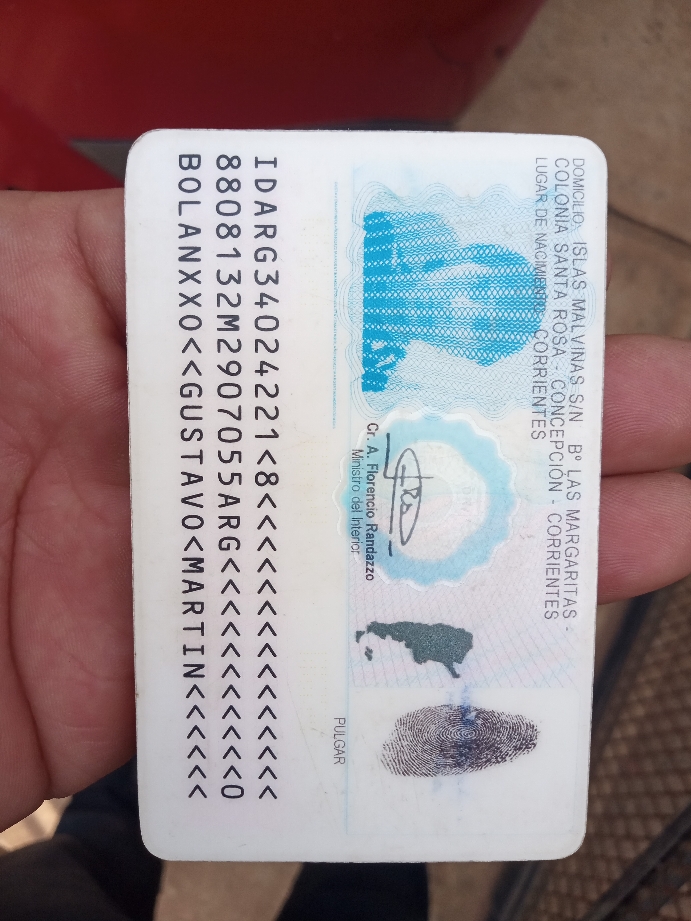 DOMICILIO: ISLAS MALVINAS S/N Bº LAS MARGARITAS -
COLONIA SANTA ROSA - CONCEPCIÓN - CORRIENTES
LUGAR DE NACIMIENTO: CORRIENTES
Cr. A. Florencio Randazzo
Ministro del Interior
PULGAR
IDARG34024221<8<<<<<<<<<<<<<<<
8808132M2907055ARG<<<<<<<<<<<0
BOLANXXO<<GUSTAVO<MARTIN<<<<<<